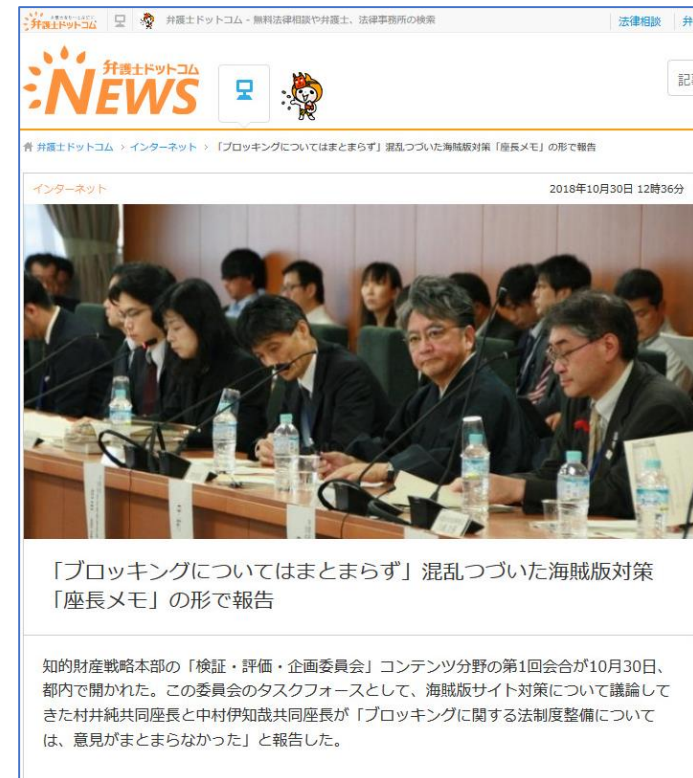 弁護士ドットコム
弁護士ドットコム - 無料法律相談や弁護士、法律事務所の検索
法律相談
弁護士ドットコム
NEWS
弁護士ドットコム > インターネット > 「ブロッキングについてはまとまらず」混乱つづいた海賊版対策「座長メモ」の形で報告
インターネット
2018年10月30日 12時36分
「ブロッキングについてはまとまらず」混乱つづいた海賊版対策
「座長メモ」の形で報告
知的財産戦略本部の「検証・評価・企画委員会」コンテンツ分野の第1回会合が10月30日、
都内で開かれた。この委員会のタスクフォースとして、海賊版サイト対策について議論して
きた村井純共同座長と中村伊知哉共同座長が「ブロッキングに関する法制度整備について
は、意見がまとまらなかった」と報告した。